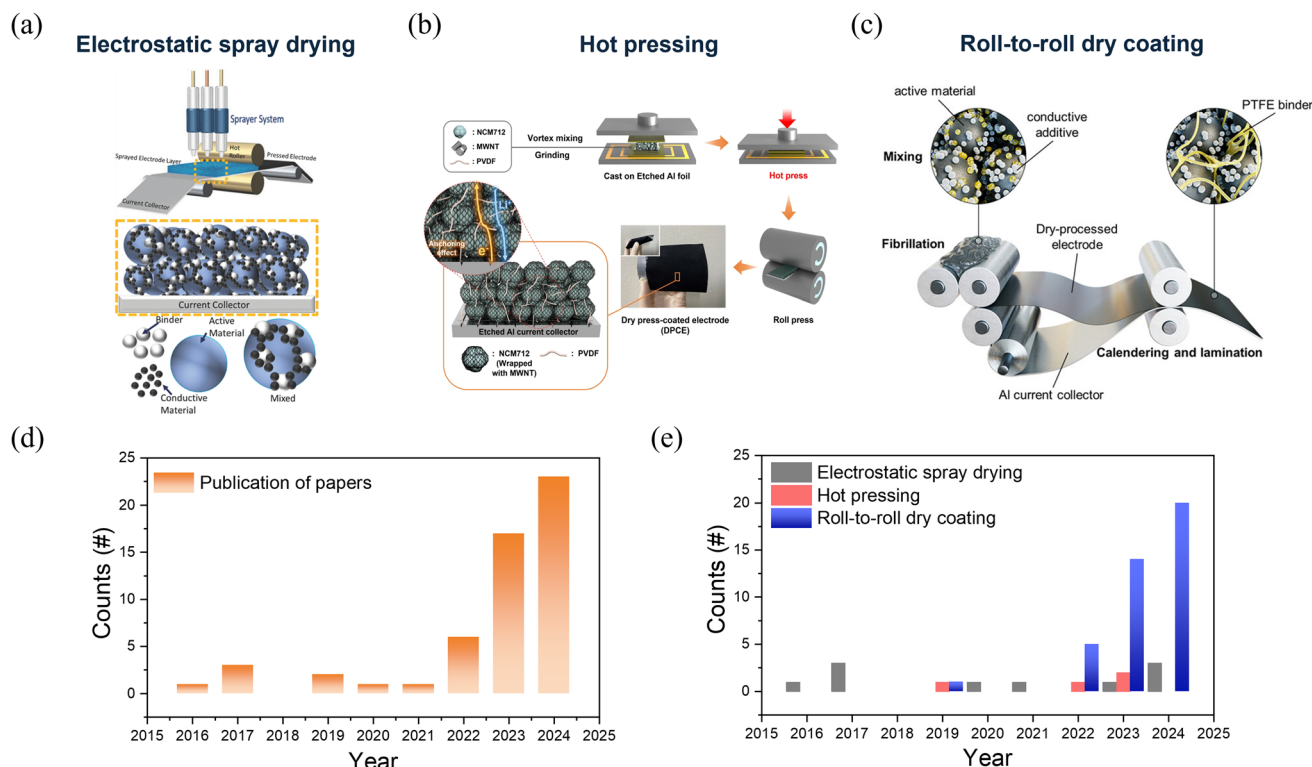 (a)
Electrostatic spray drying
Sprayer System
Sprayed Electrode Layer
Hot
Roller
Pressed Electrode
Current Collector
Current Collector
Binder
Active
Material
Conductive
Material
Mixed
(b)
Hot pressing
: NCM712
: MWNT
: PVDF
Vortex mixing
Grinding
Cast on Etched Al foil
Hot press
Anchoring
effect
e⁻
Li⁺
Etched Al current collector
: NCM712
(Wrapped
with MWNT)
: PVDF
Dry press-coated electrode
(DPCE)
Roll press
(c)
Roll-to-roll dry coating
active material
conductive
additive
PTFE binder
Mixing
Dry-processed
electrode
Fibrillation
Calendering and lamination
Al current collector
(d)
Publication of papers
Counts (#)
25
20
15
10
5
0
2015 2016 2017 2018 2019 2020 2021 2022 2023 2024 2025
Year
(e)
Electrostatic spray drying
Hot pressing
Roll-to-roll dry coating
Counts (#)
25
20
15
10
5
0
2015 2016 2017 2018 2019 2020 2021 2022 2023 2024 2025
Year